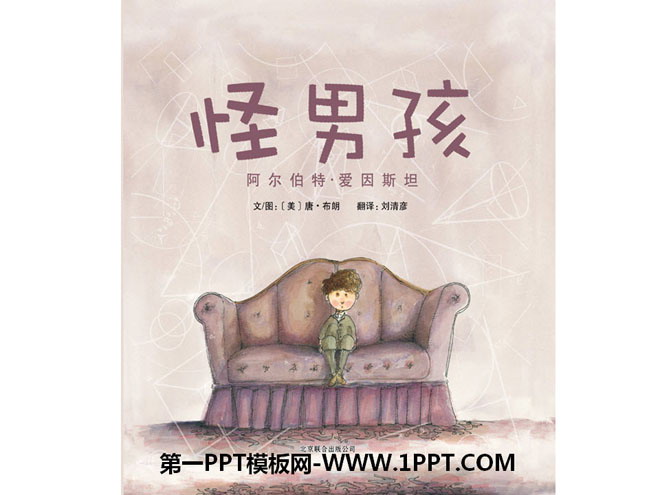 怪男孩
阿尔伯特·爱因斯坦
文/图:〔美〕唐·布朗 翻译:刘清彦
北京联合出版公司
第一PPT模板网-WWW.1PPT.COM